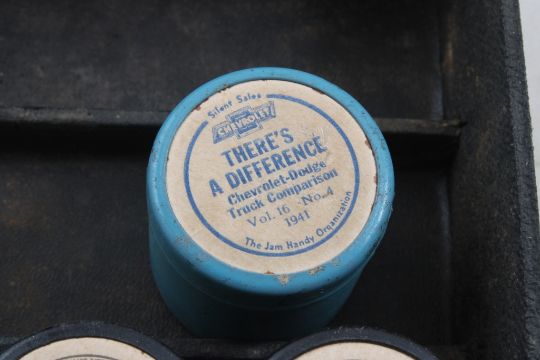 Silent Sales
CHEVROLET
THERE'S
A DIFFERENCE
Chevrolet-Dodge
Truck Comparison
Vol. 16 No. 4
1941
The Jam Handy Organization